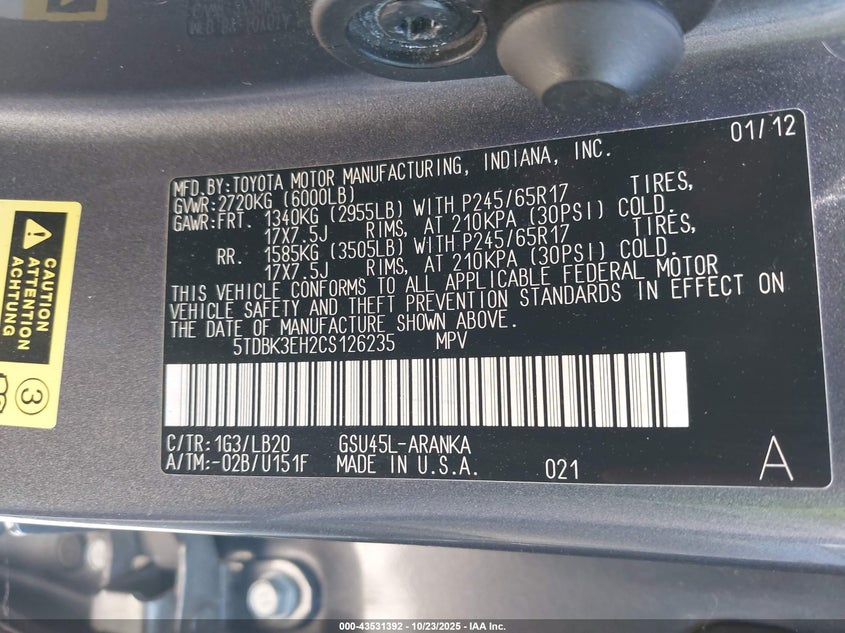 01/12
MFD.BY:TOYOTA MOTOR MANUFACTURING, INDIANA, INC.
GVWR:2720KG (6000LB)
GAWR:FRT. 1340KG (2955LB) WITH P245/65R17 TIRES,
17X7.5J RIMS, AT 210KPA (30PSI) COLD.
RR. 1585KG (3505LB) WITH P245/65R17 TIRES,
17X7.5J RIMS, AT 210KPA (30PSI) COLD.
THIS VEHICLE CONFORMS TO ALL APPLICABLE FEDERAL MOTOR
VEHICLE SAFETY AND THEFT PREVENTION STANDARDS IN EFFECT ON
THE DATE OF MANUFACTURE SHOWN ABOVE.
5TDBK3EH2CS126235 MPV
C/TR:1G3/LB20 GSU45L-ARANKA
A/TM:-02B/U151F MADE IN U.S.A. 021 A
CAUTION
ATTENTION
ACHTUNG
3
000-43531392 - 10/23/2025 - IAA Inc.